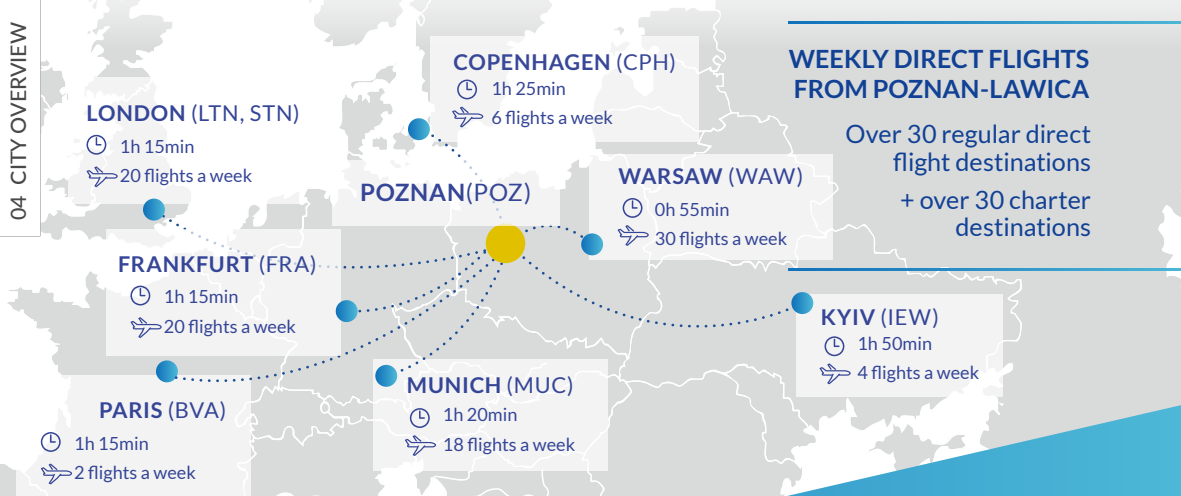 04 CITY OVERVIEW
WEEKLY DIRECT FLIGHTS
FROM POZNAN-LAWICA
Over 30 regular direct
flight destinations
+ over 30 charter
destinations
COPENHAGEN (CPH)
1h 25min
6 flights a week
LONDON (LTN, STN)
1h 15min
20 flights a week
POZNAN(POZ)
WARSAW (WAW)
0h 55min
30 flights a week
FRANKFURT (FRA)
1h 15min
20 flights a week
KYIV (IEW)
1h 50min
4 flights a week
MUNICH (MUC)
1h 20min
18 flights a week
PARIS (BVA)
1h 15min
2 flights a week